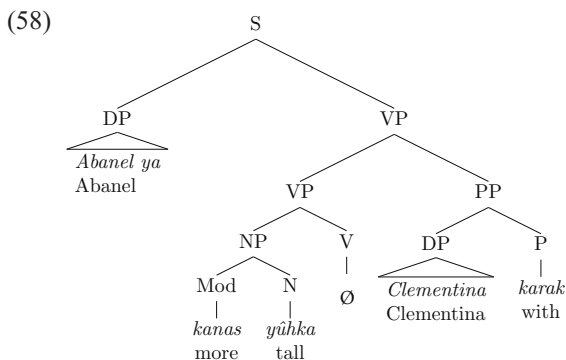 (58)
S
DP VP
Abanel ya
Abanel
VP PP
NP V DP P
Mod N Ø Clementina karak
Clementina with
kanas yûhka
more tall